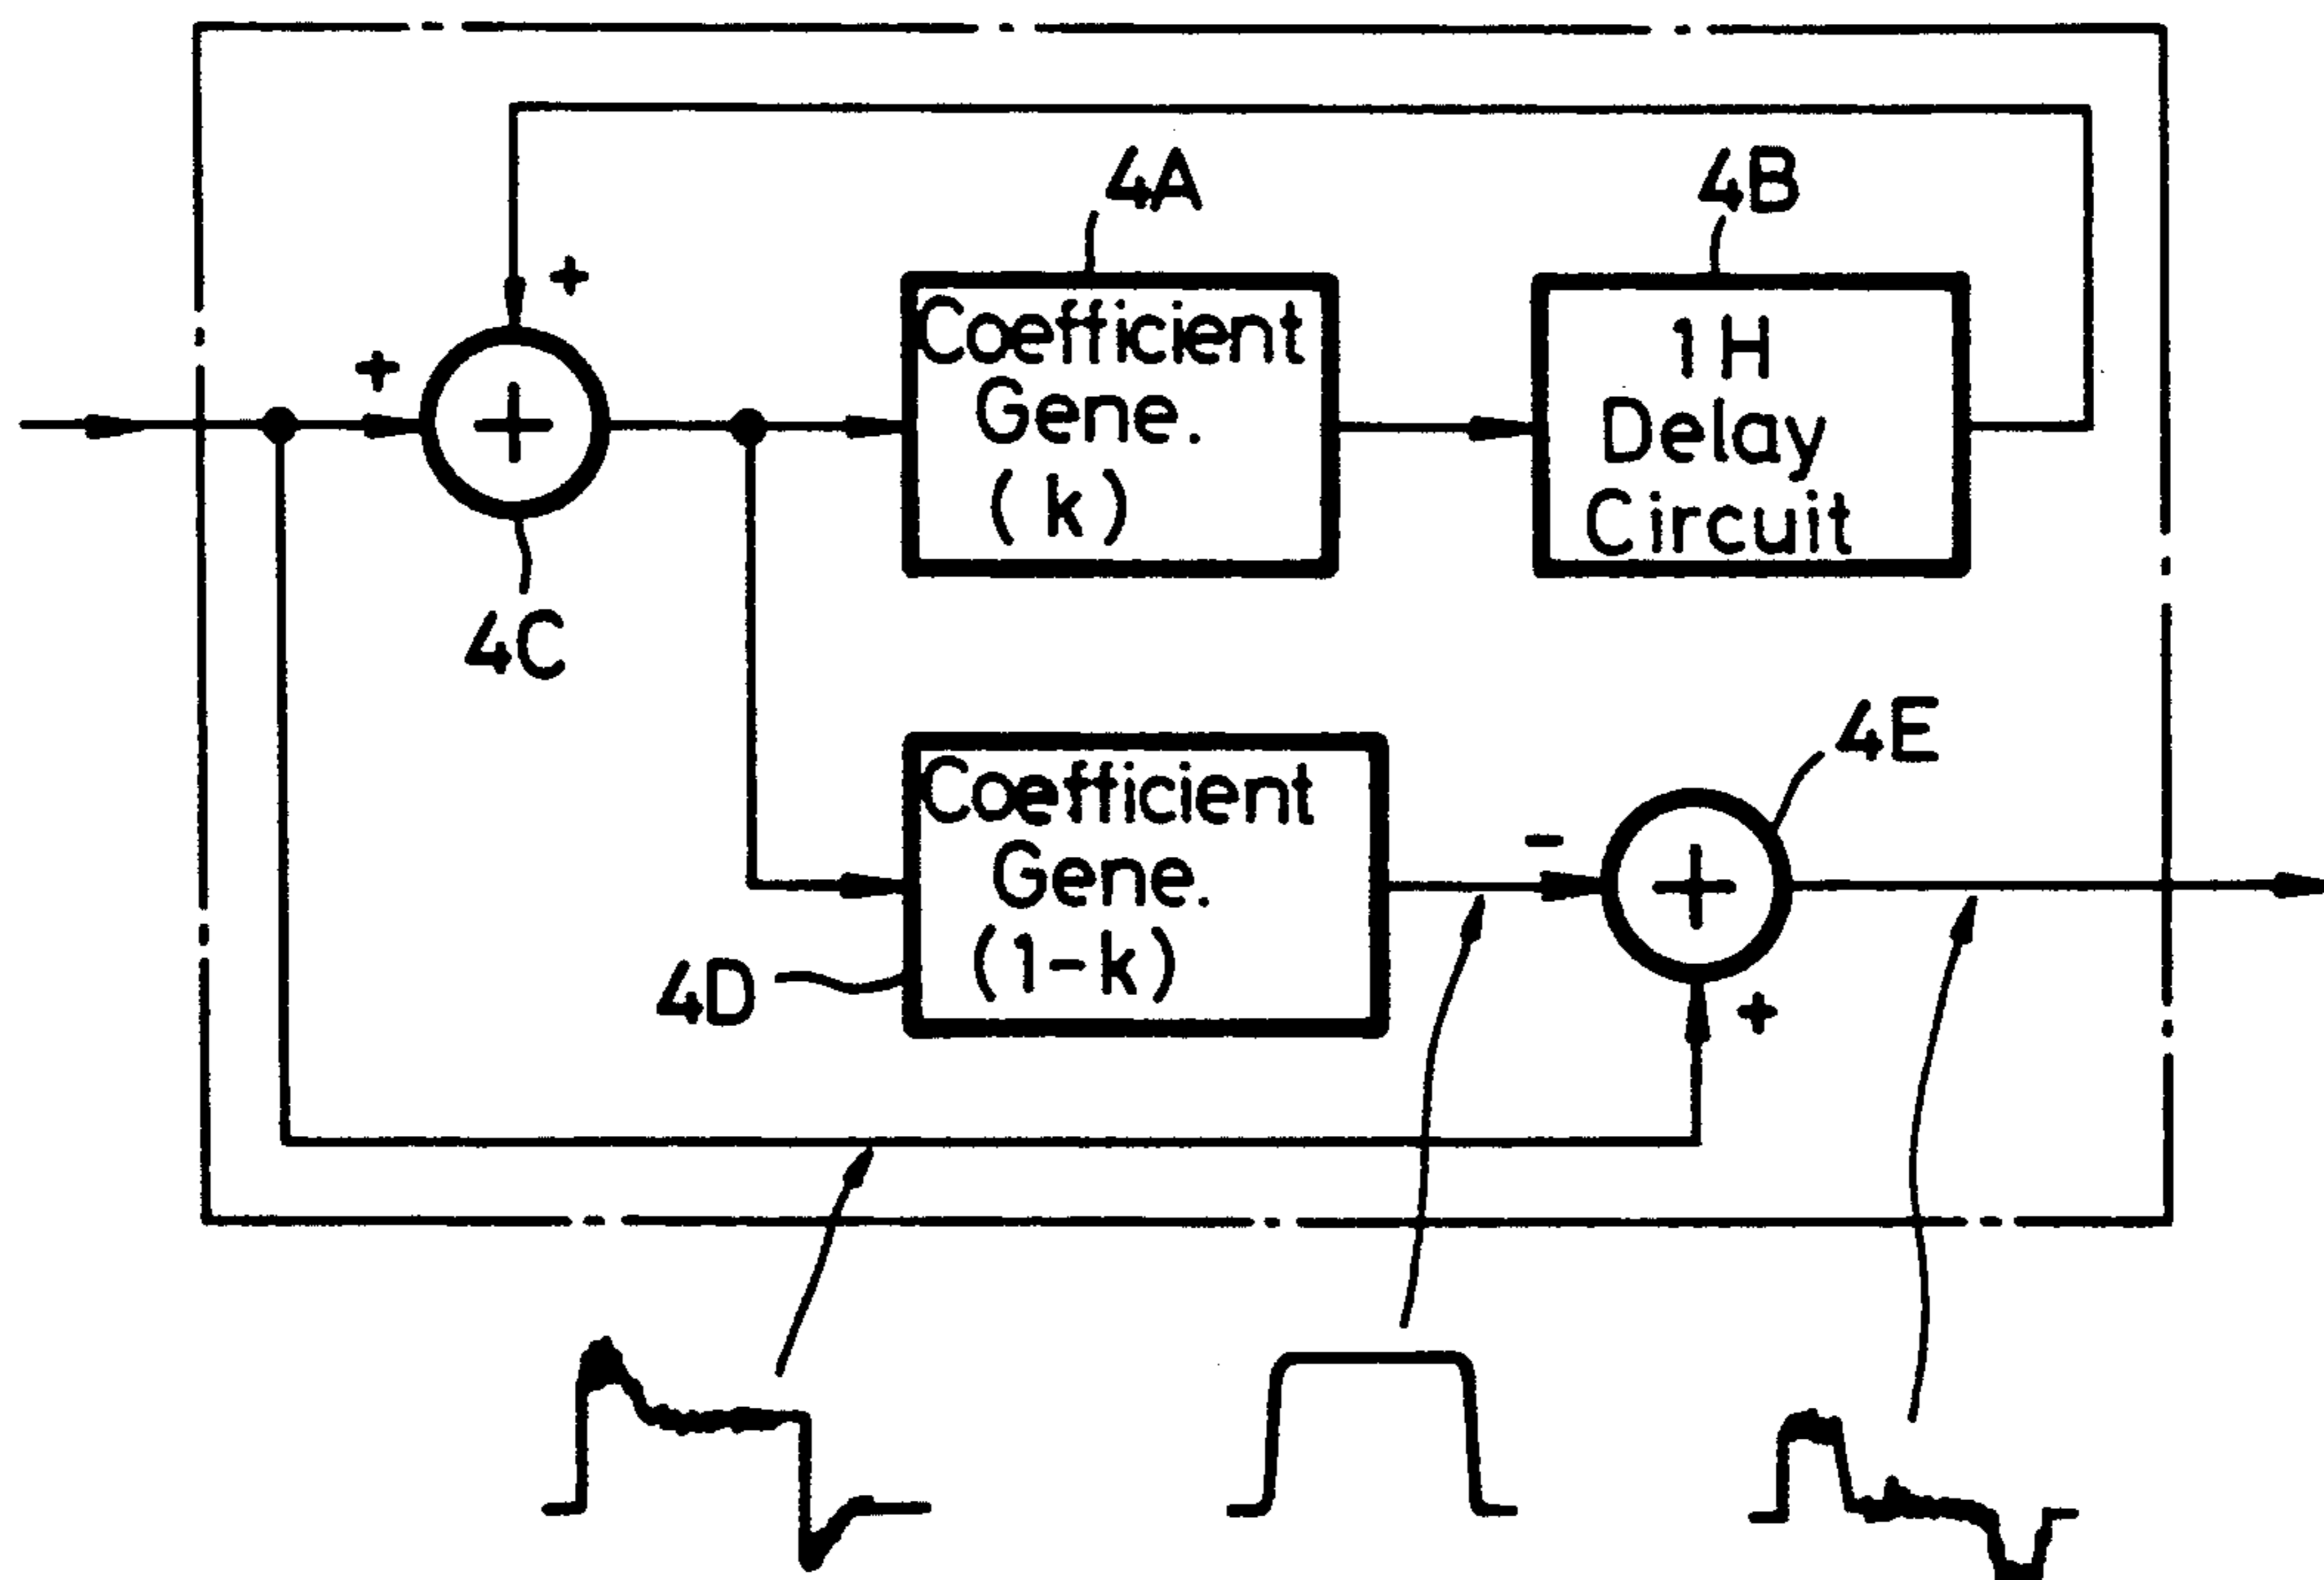 4A
4B
+
+
+
Coefficient
Gene.
(k)
1H
Delay
Circuit
4C
4E
Coefficient
Gene.
(1-k)
-
+
4D
+